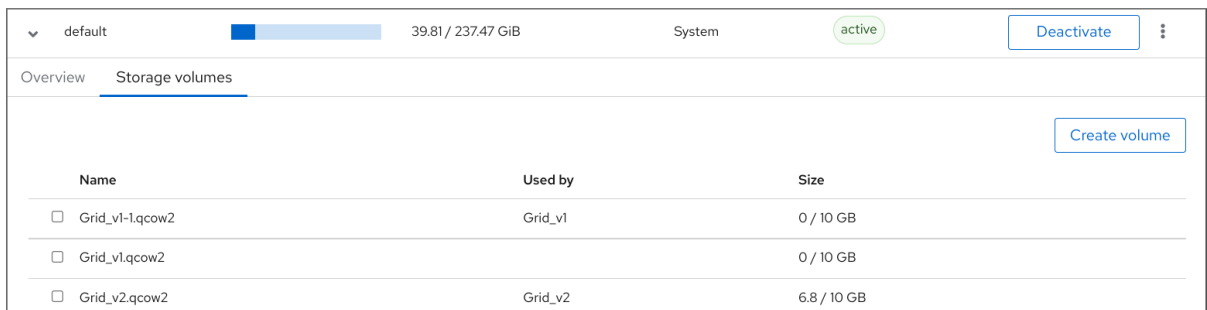 default 39.81 / 237.47 GiB System active Deactivate
Overview Storage volumes
Create volume
Name Used by Size
Grid_v1-1.qcow2 Grid_v1 0 / 10 GB
Grid_v1.qcow2 0 / 10 GB
Grid_v2.qcow2 Grid_v2 6.8 / 10 GB